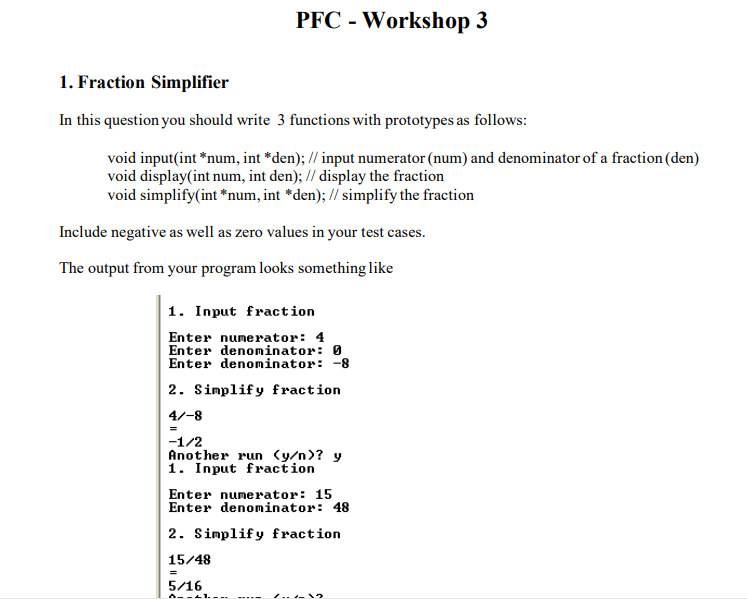 PFC - Workshop 3
1. Fraction Simplifier
In this question you should write 3 functions with prototypes as follows:
void input(int *num, int *den); // input numerator (num) and denominator of a fraction (den)
void display(int num, int den); // display the fraction
void simplify(int *num, int *den); // simplify the fraction
Include negative as well as zero values in your test cases.
The output from your program looks something like
1. Input fraction
Enter numerator: 4
Enter denominator: 0
Enter denominator: -8
2. Simplify fraction
4/-8
=
-1/2
Another run (y/n)? y
1. Input fraction
Enter numerator: 15
Enter denominator: 48
2. Simplify fraction
15/48
=
5/16